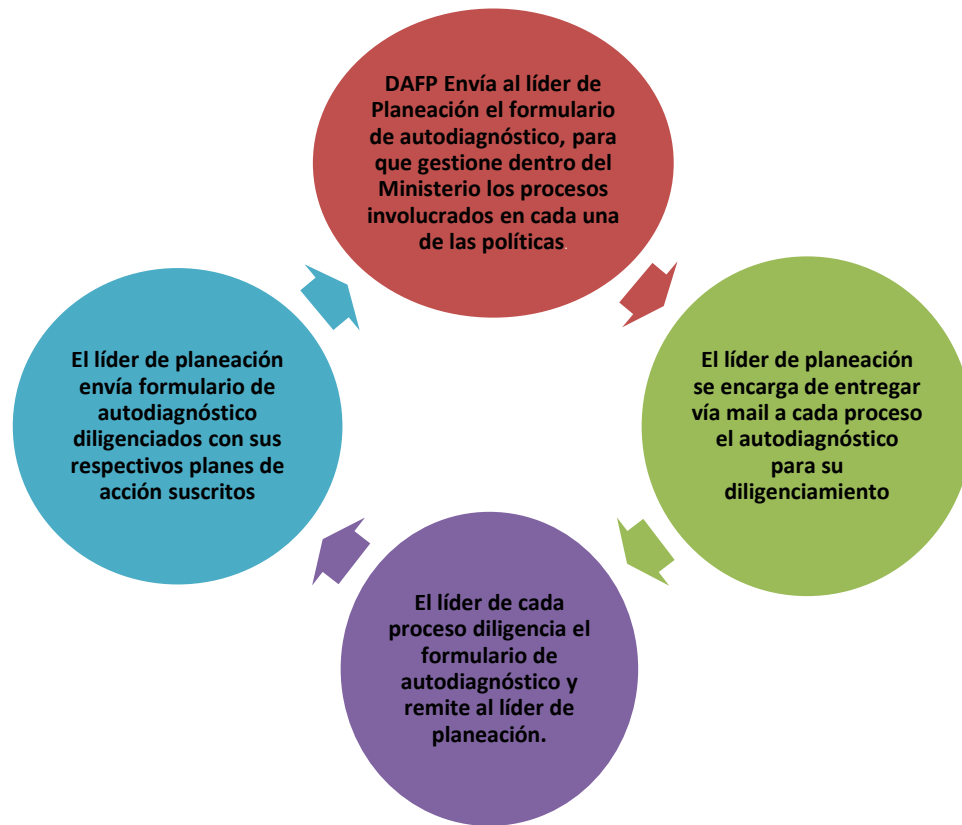 DAFP Envía al líder de
Planeación el formulario
de autodiagnóstico, para
que gestione dentro del
Ministerio los procesos
involucrados en cada una
de las políticas.
El líder de planeación
se encarga de entregar
vía mail a cada proceso
el autodiagnóstico
para su
diligenciamiento
El líder de cada
proceso diligencia el
formulario de
autodiagnóstico y
remite al líder de
planeación.
El líder de planeación
envía formulario de
autodiagnóstico
diligenciados con sus
respectivos planes de
acción suscritos